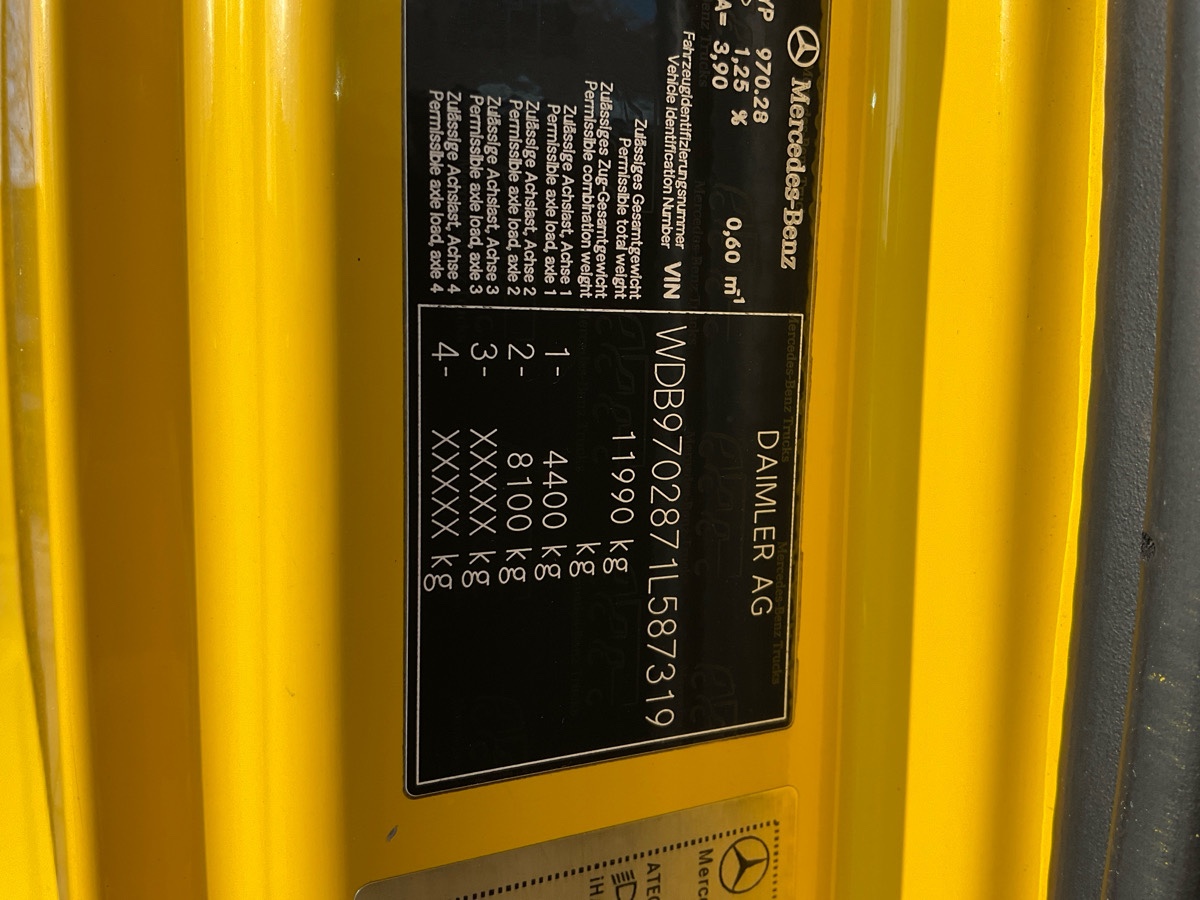 Mercedes-Benz
YP 970.28
1,25 % 0,60 m-1
A= 3,90
DAIMLER AG
Fahrzeugidentifizierungsnummer
Vehicle Identification Number VIN WDB9702871L587319
Zulässiges Gesamtgewicht
Permissible total weight 11990 kg
Zulässiges Zug-Gesamtgewicht
Permissible combination weight kg
Zulässige Achslast, Achse 1
Permissible axle load, axle 1 1- 4400 kg
Zulässige Achslast, Achse 2
Permissible axle load, axle 2 2- 8100 kg
Zulässige Achslast, Achse 3
Permissible axle load, axle 3 3- XXXXX kg
Zulässige Achslast, Achse 4
Permissible axle load, axle 4 4- XXXXX kg
Merc
ATEG
iH